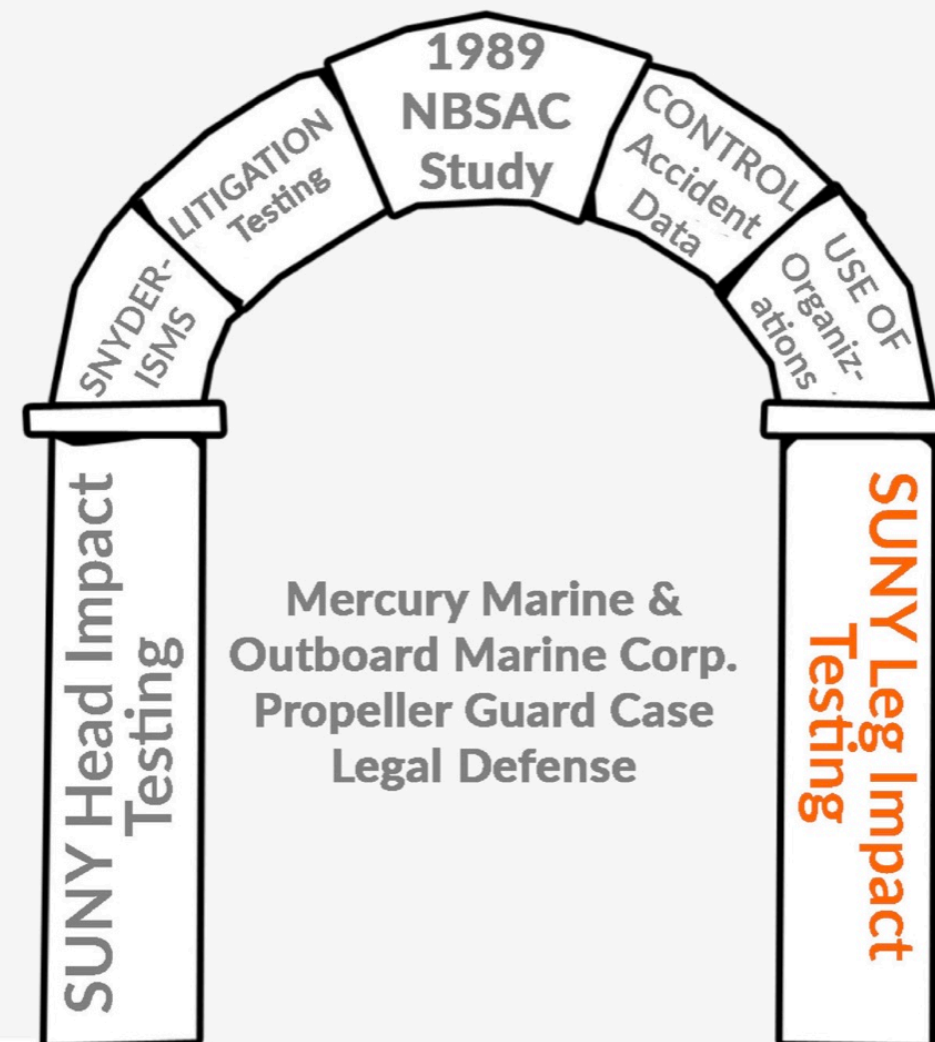 1989
NBSAC
Study
LITIGATION
Testing
CONTROL
Accident
Data
SNYDER-
ISMS
USE OF
Organiz-
ations
SUNY Head Impact
Testing
Mercury Marine &
Outboard Marine Corp.
Propeller Guard Case
Legal Defense
SUNY Leg Impact
Testing